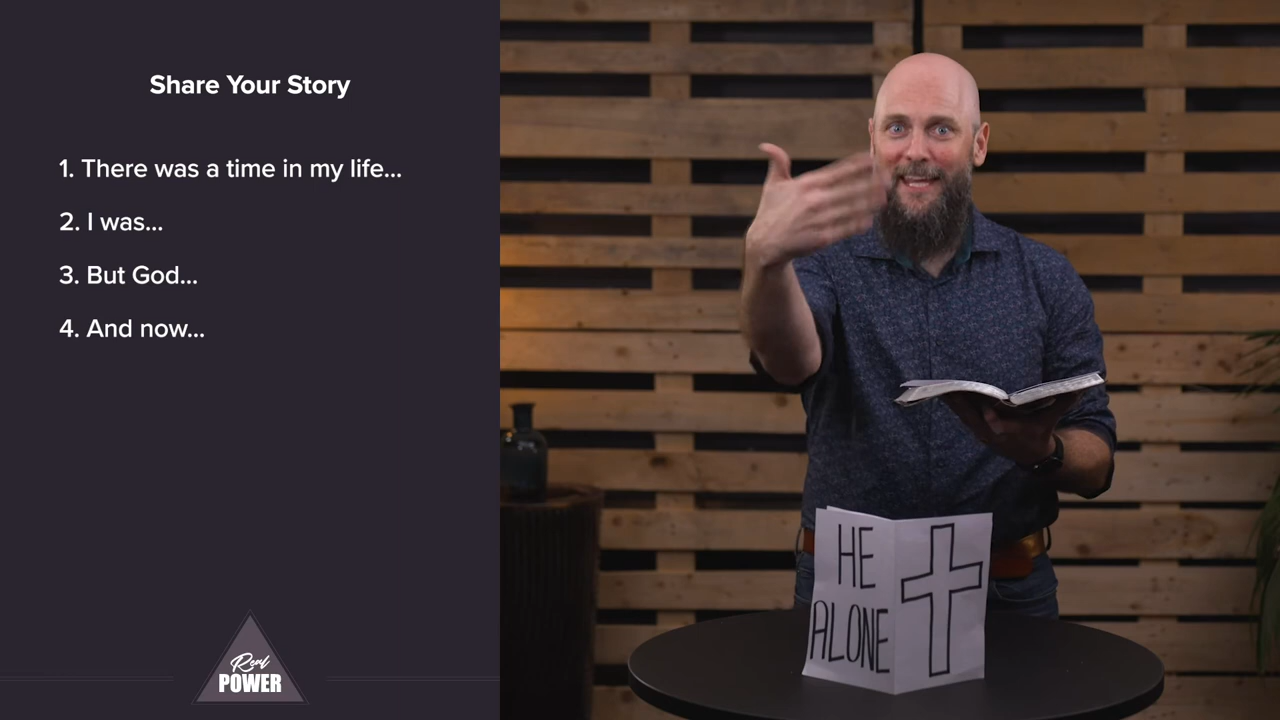 Share Your Story
1. There was a time in my life...
2. I was...
3. But God...
4. And now...
Real
POWER
HE
ALONE